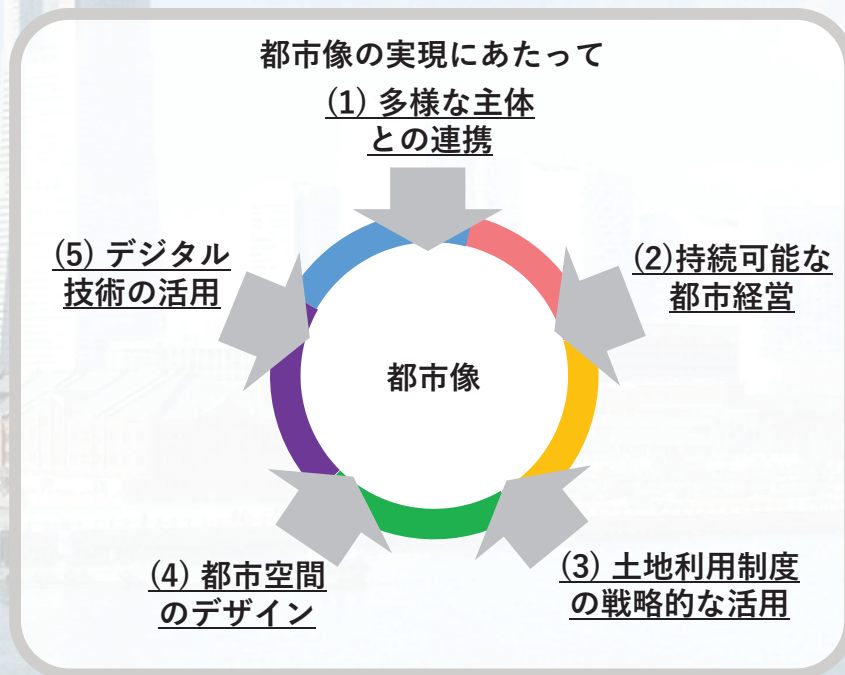 都市像の実現にあたって
(1) 多様な主体
との連携
(2)持続可能な
都市経営
(3) 土地利用制度
の戦略的な活用
(4) 都市空間
のデザイン
(5) デジタル
技術の活用
都市像